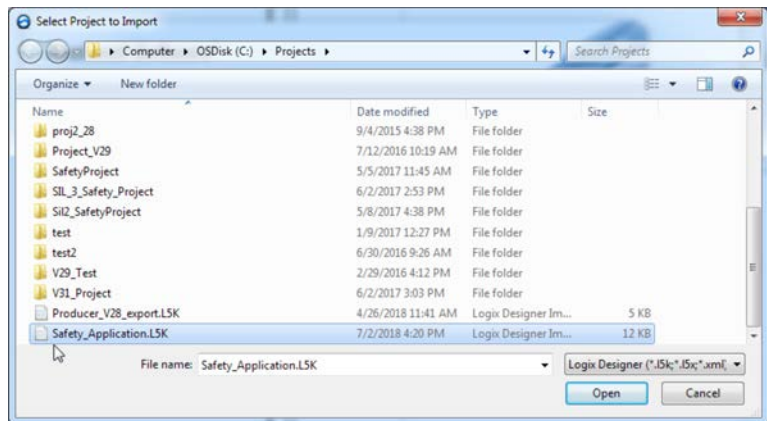 Select Project to Import
Computer ▸ OSDisk (C:) ▸ Projects ▸ Search Projects
Organize ▾ New folder
Name Date modified Type Size
proj2_28 9/4/2015 4:38 PM File folder
Project_V29 7/12/2016 10:19 AM File folder
SafetyProject 5/5/2017 11:45 AM File folder
SIL_3_Safety_Project 6/2/2017 2:53 PM File folder
Sil2_SafetyProject 5/8/2017 4:38 PM File folder
test 1/9/2017 12:27 PM File folder
test2 6/30/2016 9:26 AM File folder
V29_Test 2/29/2016 4:12 PM File folder
V31_Project 6/2/2017 3:03 PM File folder
Producer_V28_export.L5K 4/26/2018 11:41 AM Logix Designer Im... 5 KB
Safety_Application.L5K 7/2/2018 4:20 PM Logix Designer Im... 12 KB
File name: Safety_Application.L5K Logix Designer (*.l5k;*.l5x;*.xml;
Open Cancel